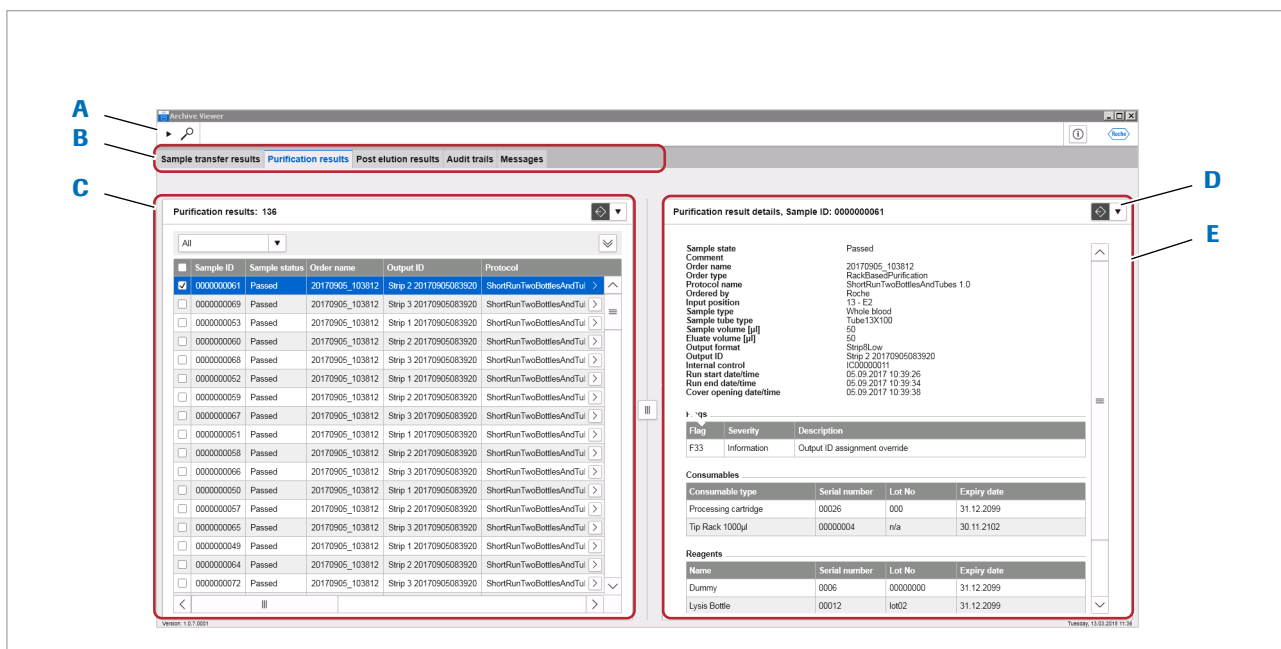 A
Archive Viewer
B
Roche
Sample transfer results Purification results Post elution results Audit trails Messages
C
D
Purification results: 136
Purification result details, Sample ID: 0000000061
E
All
Sample ID Sample status Order name Output ID Protocol
0000000061 Passed 20170905_103812 Strip 2 20170905083920 ShortRunTwoBottlesAndTul
0000000069 Passed 20170905_103812 Strip 3 20170905083920 ShortRunTwoBottlesAndTul
0000000053 Passed 20170905_103812 Strip 1 20170905083920 ShortRunTwoBottlesAndTul
0000000060 Passed 20170905_103812 Strip 2 20170905083920 ShortRunTwoBottlesAndTul
0000000068 Passed 20170905_103812 Strip 3 20170905083920 ShortRunTwoBottlesAndTul
0000000052 Passed 20170905_103812 Strip 1 20170905083920 ShortRunTwoBottlesAndTul
0000000059 Passed 20170905_103812 Strip 2 20170905083920 ShortRunTwoBottlesAndTul
0000000067 Passed 20170905_103812 Strip 3 20170905083920 ShortRunTwoBottlesAndTul
0000000051 Passed 20170905_103812 Strip 1 20170905083920 ShortRunTwoBottlesAndTul
0000000058 Passed 20170905_103812 Strip 2 20170905083920 ShortRunTwoBottlesAndTul
0000000066 Passed 20170905_103812 Strip 3 20170905083920 ShortRunTwoBottlesAndTul
0000000050 Passed 20170905_103812 Strip 1 20170905083920 ShortRunTwoBottlesAndTul
0000000057 Passed 20170905_103812 Strip 2 20170905083920 ShortRunTwoBottlesAndTul
0000000065 Passed 20170905_103812 Strip 3 20170905083920 ShortRunTwoBottlesAndTul
0000000049 Passed 20170905_103812 Strip 1 20170905083920 ShortRunTwoBottlesAndTul
0000000064 Passed 20170905_103812 Strip 2 20170905083920 ShortRunTwoBottlesAndTul
0000000072 Passed 20170905_103812 Strip 3 20170905083920 ShortRunTwoBottlesAndTul
Sample state Passed
Comment
Order name 20170905_103812
Order type RackBasedPurification
Protocol name ShortRunTwoBottlesAndTubes 1.0
Ordered by Roche
Input position 13 - E2
Sample type Whole blood
Sample tube type Tube13X100
Sample volume [µl] 50
Eluate volume [µl] 50
Output format Strip8Low
Output ID Strip 2 20170905083920
Internal control IC00000011
Run start date/time 05.09.2017 10:39:26
Run end date/time 05.09.2017 10:39:34
Cover opening date/time 05.09.2017 10:39:38
Flags
Flag Severity Description
F33 Information Output ID assignment override
Consumables
Consumable type Serial number Lot No Expiry date
Processing cartridge 00026 000 31.12.2099
Tip Rack 1000µl 00000004 n/a 30.11.2102
Reagents
Name Serial number Lot No Expiry date
Dummy 0006 00000000 31.12.2099
Lysis Bottle 00012 lot02 31.12.2099
Version: 1.0.7.0001
Tuesday, 13.03.2018 11:36